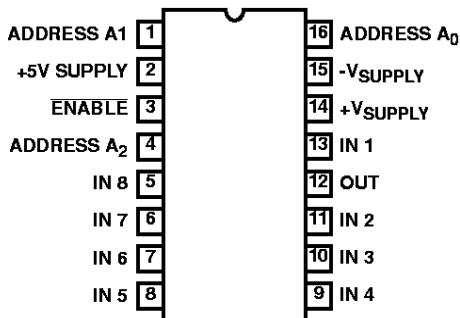 ADDRESS A1 1 16 ADDRESS A0
+5V SUPPLY 2 15 -VSUPPLY
ENABLE 3 14 +VSUPPLY
ADDRESS A2 4 13 IN 1
IN 8 5 12 OUT
IN 7 6 11 IN 2
IN 6 7 10 IN 3
IN 5 8 9 IN 4